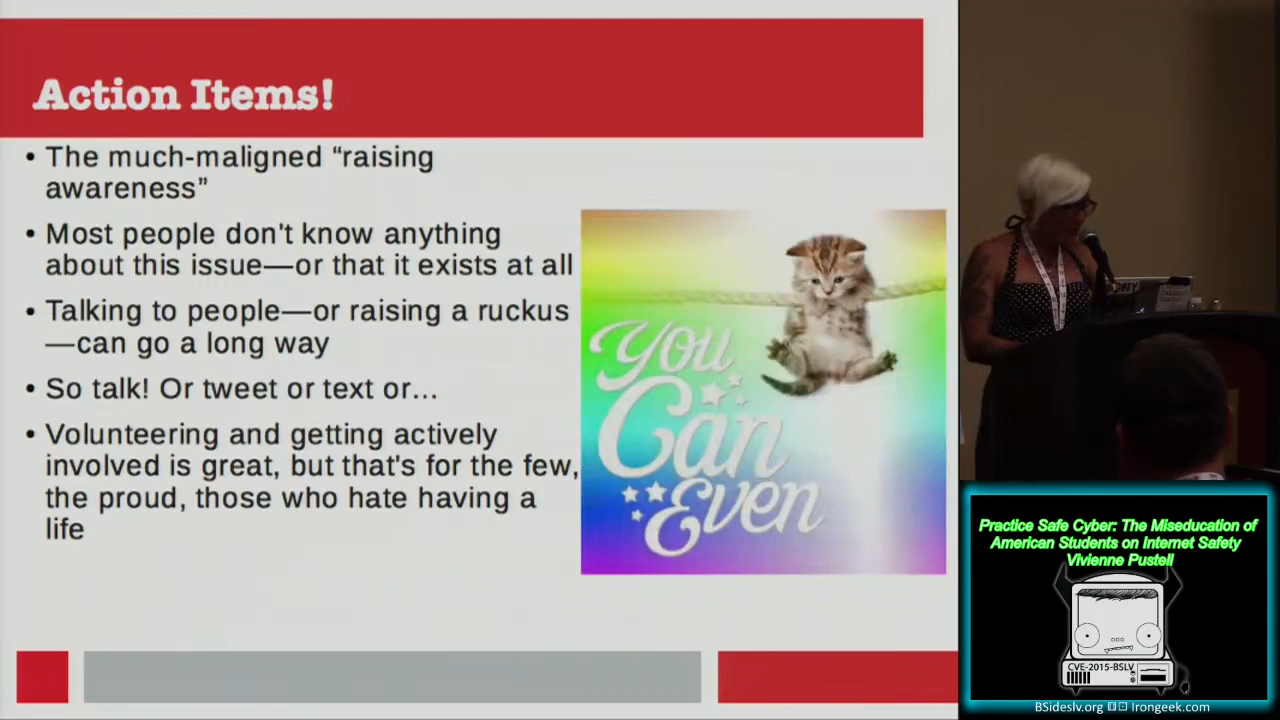 Action Items!
• The much-maligned “raising
awareness”
• Most people don't know anything
about this issue—or that it exists at all
• Talking to people—or raising a ruckus
—can go a long way
• So talk! Or tweet or text or...
• Volunteering and getting actively
involved is great, but that's for the few,
the proud, those who hate having a
life
You
Can
Even
Practice Safe Cyber: The Miseducation of
American Students on Internet Safety
Vivienne Pustell
CVE-2015-BSLV
BSideslv.org Irongeek.com